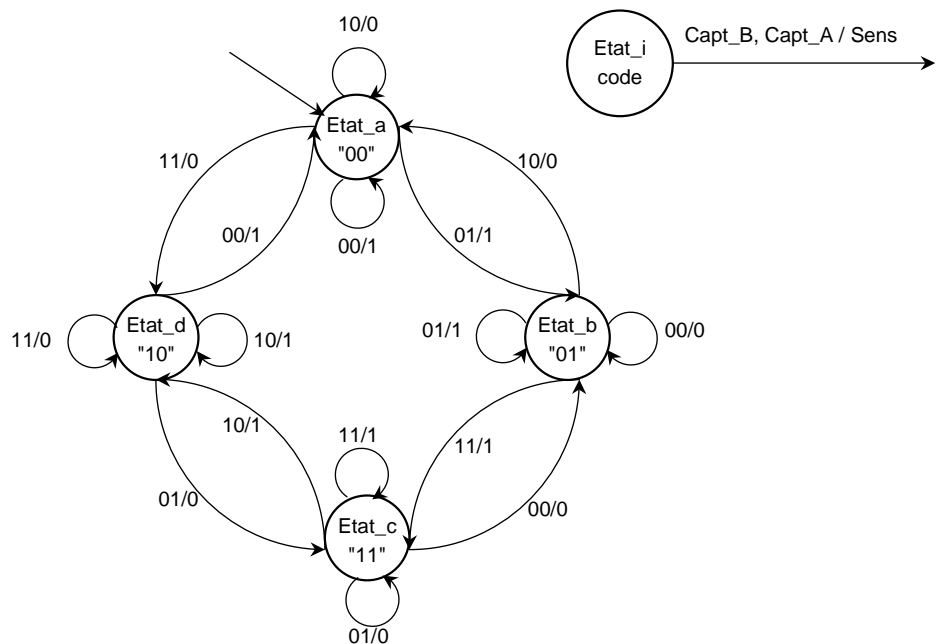 10/0
Capt_B, Capt_A / Sens
Etat_i
code
Etat_a
"00"
11/0
10/0
00/1
00/1
01/1
11/0
Etat_d
"10"
10/1
01/1
Etat_b
"01"
00/0
10/1
11/1
11/1
01/0
00/0
Etat_c
"11"
01/0